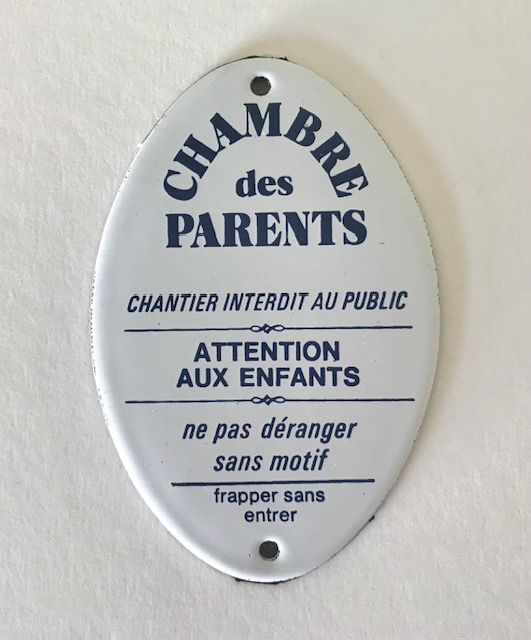 CHAMBRE
des
PARENTS
CHANTIER INTERDIT AU PUBLIC
ATTENTION
AUX ENFANTS
ne pas déranger
sans motif
frapper sans
entrer